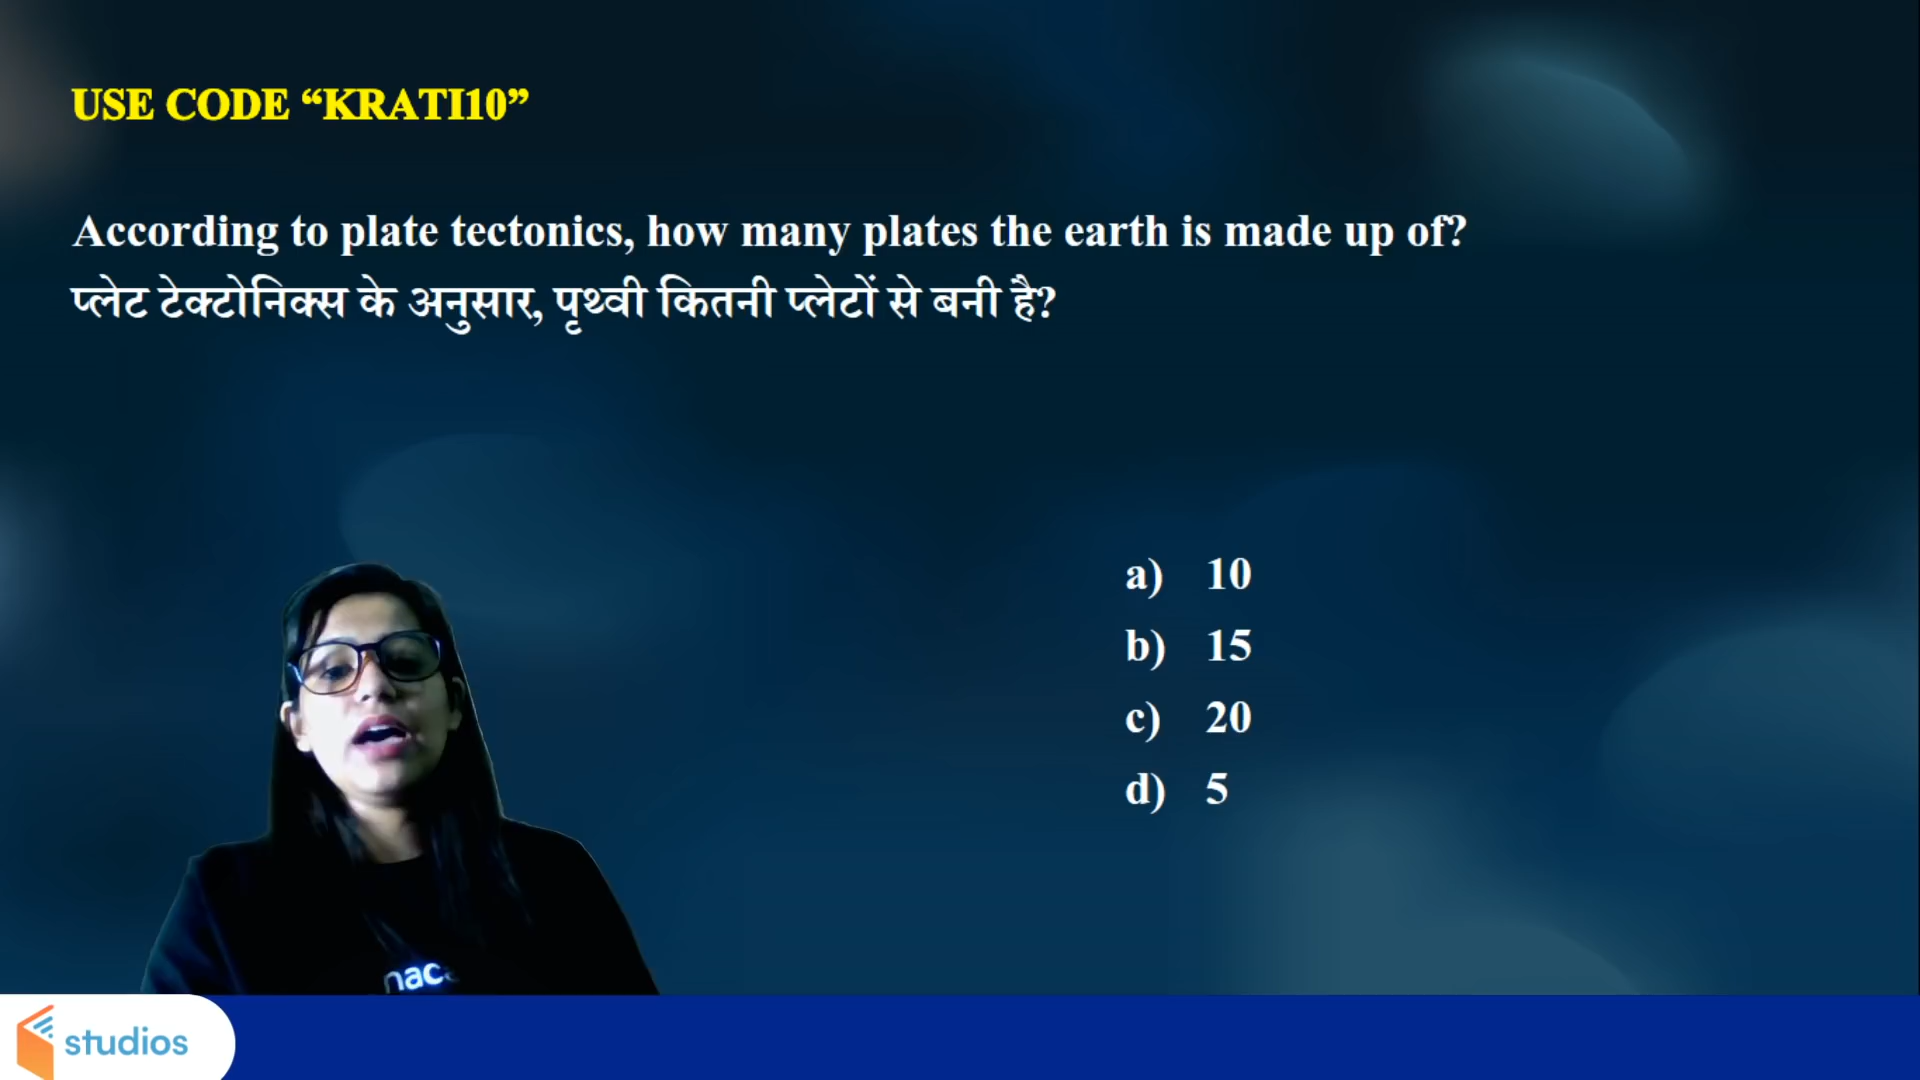 USE CODE “KRATI10”
According to plate tectonics, how many plates the earth is made up of?
प्लेट टेक्टोनिक्स के अनुसार, पृथ्वी कितनी प्लेटों से बनी है?
a) 10
b) 15
c) 20
d) 5
nac
studios